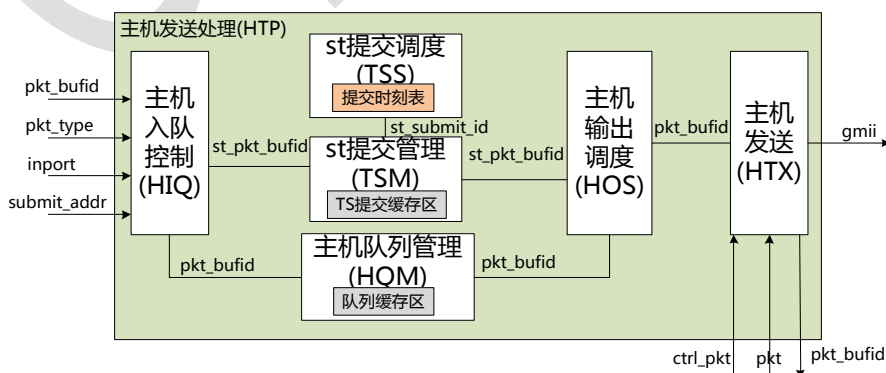 主机发送处理(HTP)
st提交调度
(TSS)
提交时刻表
pkt_bufid
pkt_type
inport
submit_addr
主机
入队
控制
(HIQ)
st_pkt_bufid
st_submit_id
st提交管理
(TSM)
TS提交缓存区
st_pkt_bufid
主机
输出
调度
(HOS)
pkt_bufid
主机
发送
(HTX)
gmii
pkt_bufid
主机队列管理
(HQM)
队列缓存区
pkt_bufid
ctrl_pkt
pkt
pkt_bufid